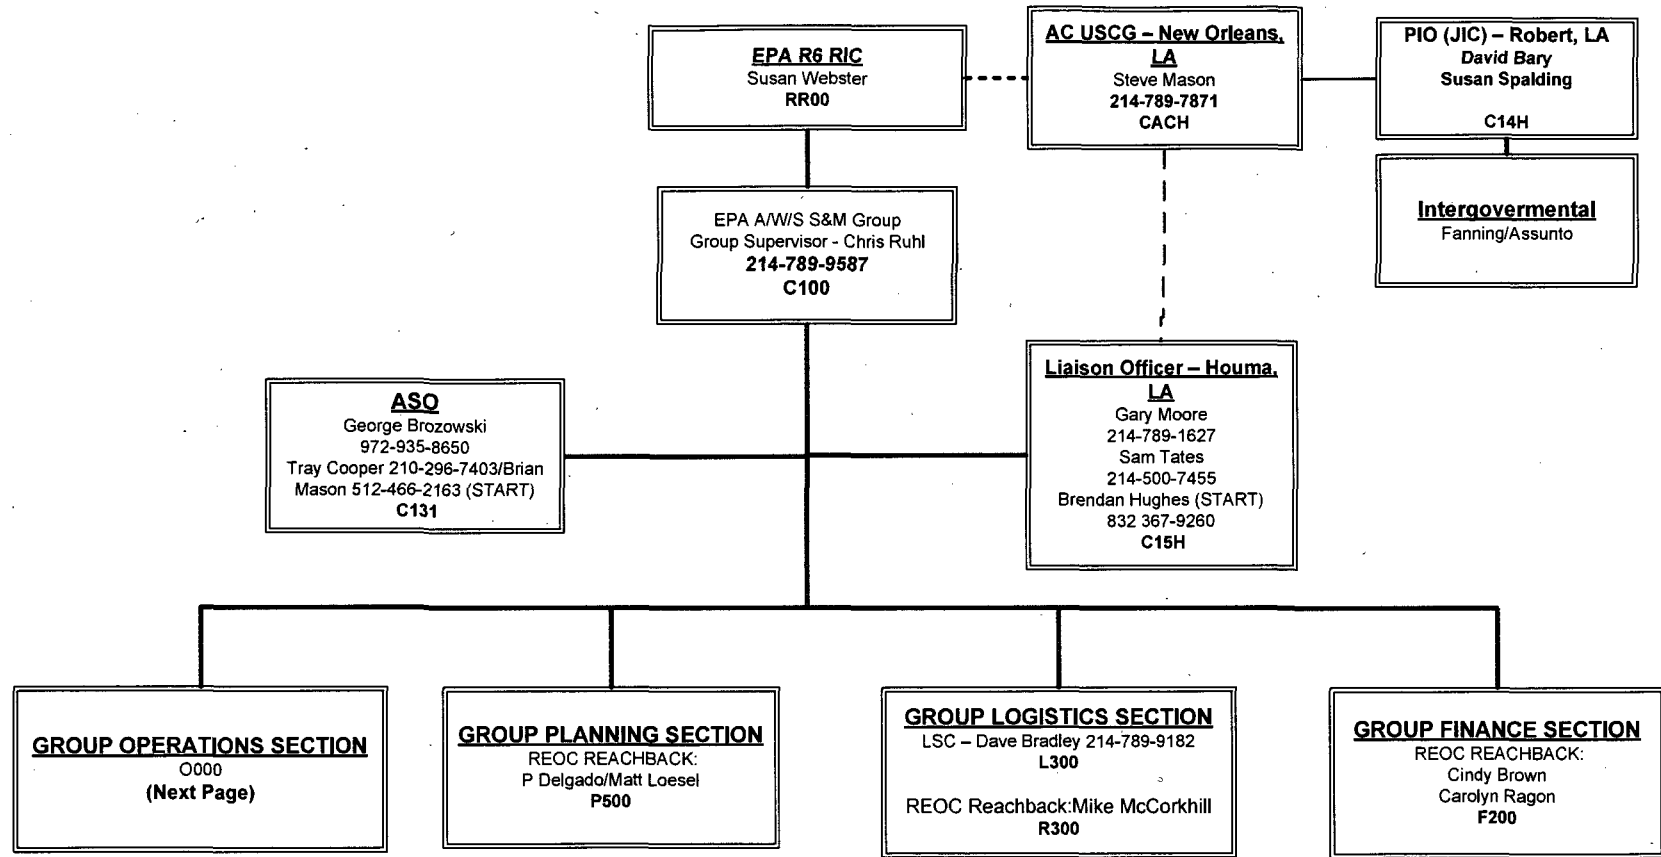 EPA R6 RIC
Susan Webster
RR00
AC USCG – New Orleans,
LA
Steve Mason
214-789-7871
CACH
PIO (JIC) – Robert, LA
David Bary
Susan Spalding
C14H
Intergovermental
Fanning/Assunto
EPA A/W/S S&M Group
Group Supervisor - Chris Ruhl
214-789-9587
C100
ASO
George Brozowski
972-935-8650
Tray Cooper 210-296-7403/Brian
Mason 512-466-2163 (START)
C131
Liaison Officer – Houma,
LA
Gary Moore
214-789-1627
Sam Tates
214-500-7455
Brendan Hughes (START)
832 367-9260
C15H
GROUP OPERATIONS SECTION
O000
(Next Page)
GROUP PLANNING SECTION
REOC REACHBACK:
P Delgado/Matt Loesel
P500
GROUP LOGISTICS SECTION
LSC – Dave Bradley 214-789-9182
L300
REOC Reachback:Mike McCorkhill
R300
GROUP FINANCE SECTION
REOC REACHBACK:
Cindy Brown
Carolyn Ragon
F200